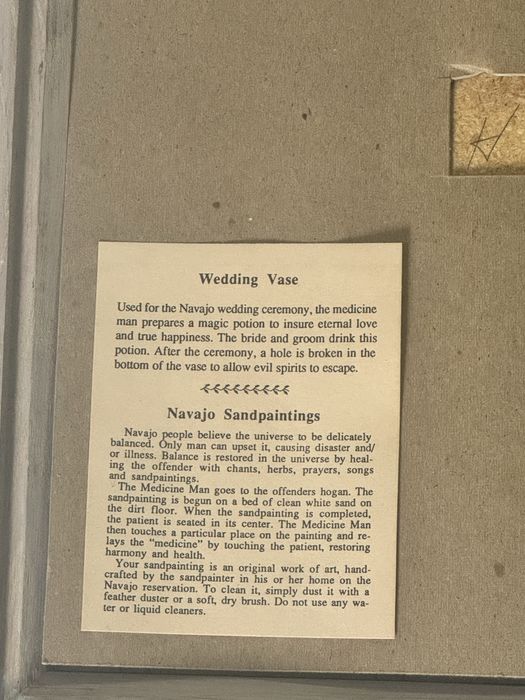 Wedding Vase
Used for the Navajo wedding ceremony, the medicine
man prepares a magic potion to insure eternal love
and true happiness. The bride and groom drink this
potion. After the ceremony, a hole is broken in the
bottom of the vase to allow evil spirits to escape.
Navajo Sandpaintings
Navajo people believe the universe to be delicately
balanced. Only man can upset it, causing disaster and/
or illness. Balance is restored in the universe by heal-
ing the offender with chants, herbs, prayers, songs
and sandpaintings.
The Medicine Man goes to the offenders hogan. The
sandpainting is begun on a bed of clean white sand on
the dirt floor. When the sandpainting is completed,
the patient is seated in its center. The Medicine Man
then touches a particular place on the painting and re-
lays the "medicine" by touching the patient, restoring
harmony and health.
Your sandpainting is an original work of art, hand-
crafted by the sandpainter in his or her home on the
Navajo reservation. To clean it, simply dust it with a
feather duster or a soft, dry brush. Do not use any wa-
ter or liquid cleaners.